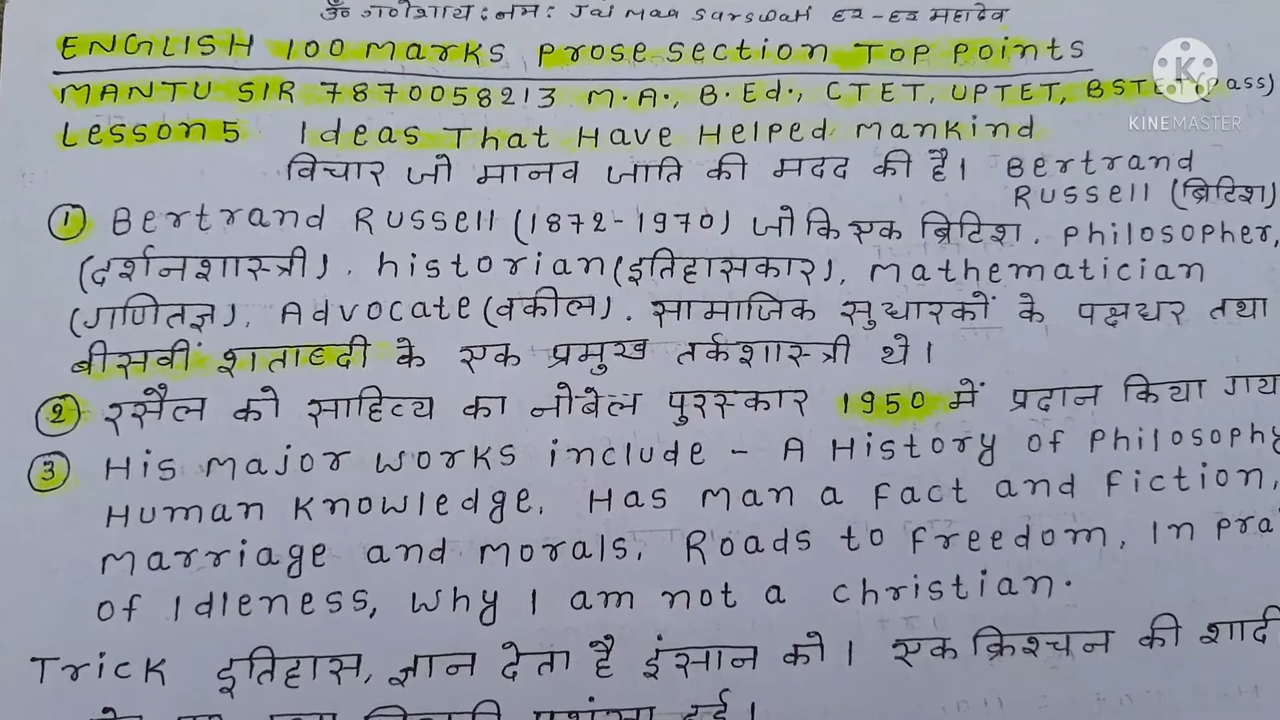 ॐ गणेशाय: नम: Jai Maa Sarswati हर-हर महादेव
ENGLISH 100 Marks Prose Section Top Points
MANTU SIR 7870058213 M.A., B.Ed., CTET, UPTET, BSTET (Pass)
KINEMASTER
Lesson 5 Ideas That Have Helped Mankind
विचार जो मानव जाति की मदद की है। Bertrand
Russell (ब्रिटिश)
① Bertrand Russell (1872-1970) जो कि एक ब्रिटिश. Philosopher,
(दर्शनशास्त्री). historian (इतिहासकार). Mathematician
(गणितज्ञ). Advocate (वकील). सामाजिक सुधारकों के पक्षधर तथा
बीसवीं शताब्दी के एक प्रमुख तर्कशास्त्री थे।
② रसैल को साहित्य का नोबेल पुरस्कार 1950 में प्रदान किया गय
③ His major works include - A History of Philosophy
Human Knowledge. Has man a fact and fiction,
marriage and morals. Roads to freedom. In Pra
of Idleness, Why I am not a christian.
Trick इतिहास, ज्ञान देता है इंसान को। एक क्रिश्चन की शादी